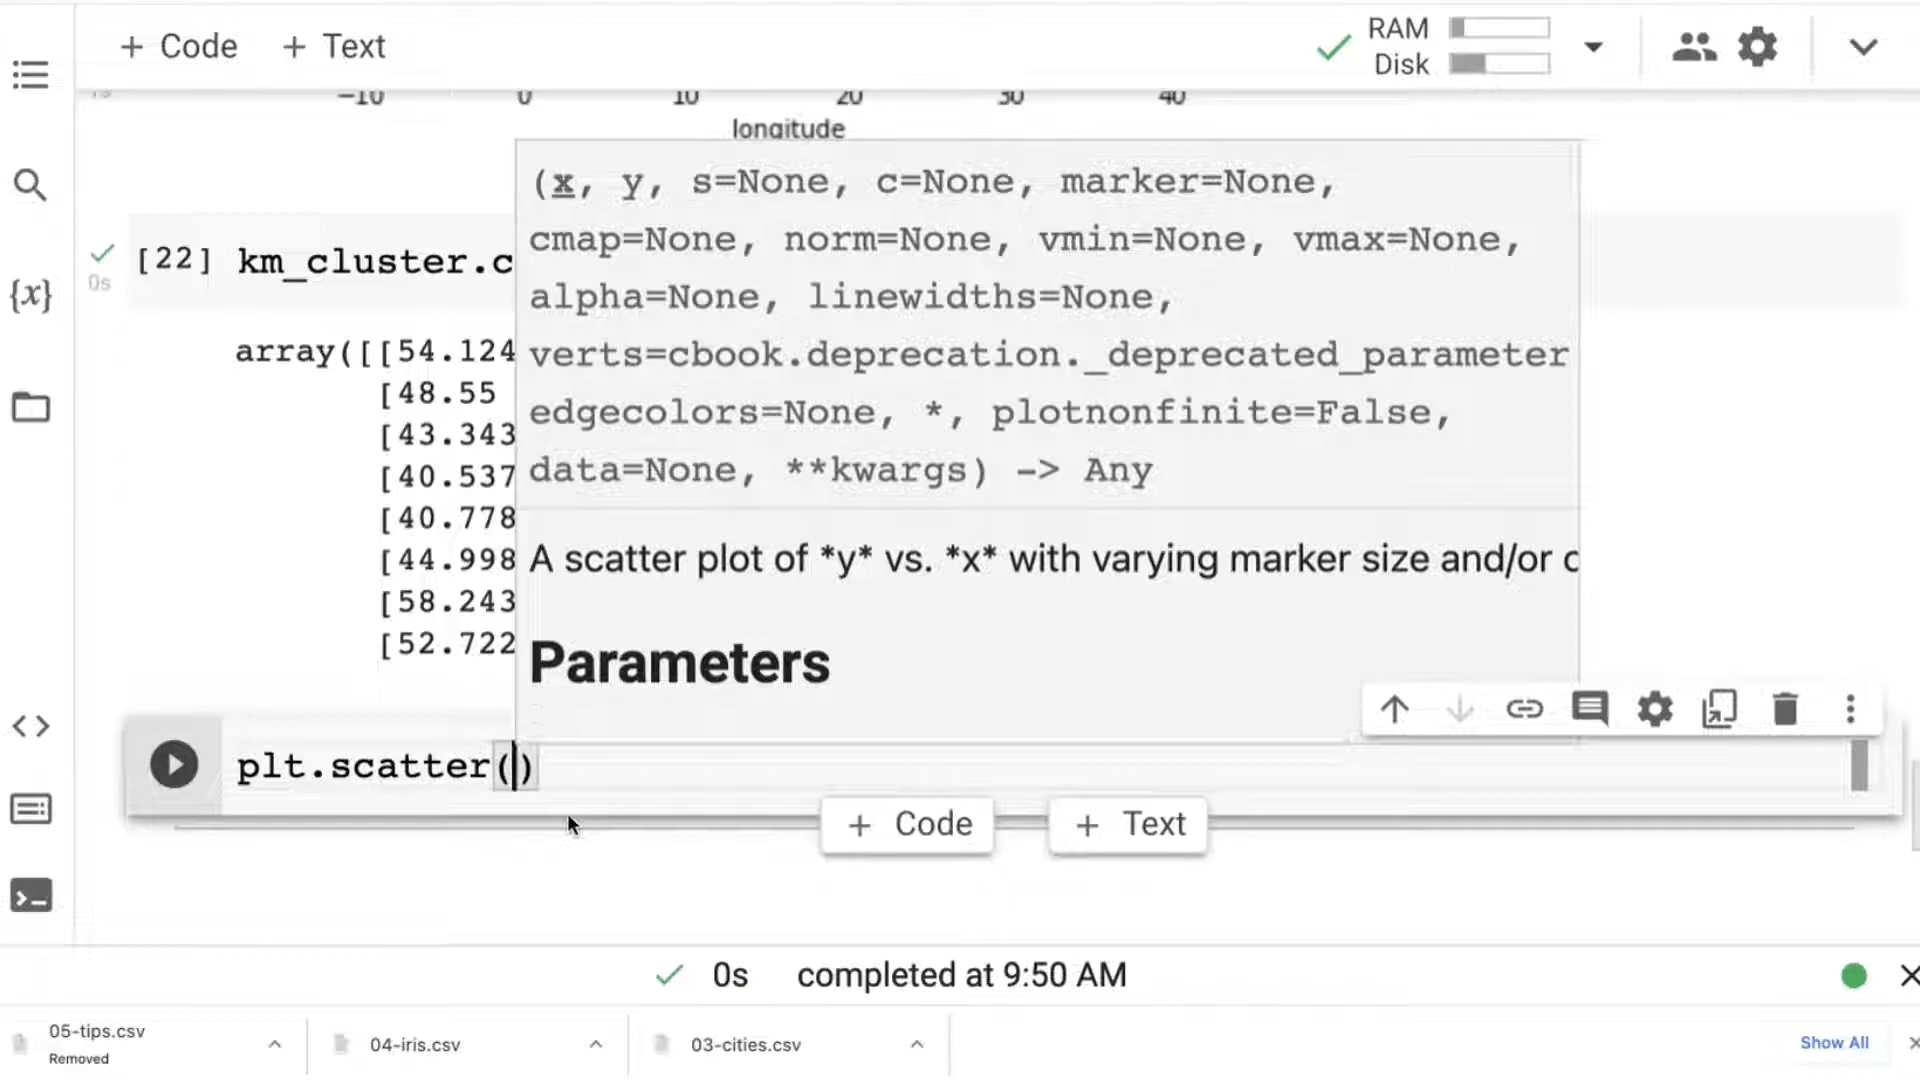 + Code + Text
RAM
Disk
-10 0 10 20 30 40
longitude
(x, y, s=None, c=None, marker=None,
cmap=None, norm=None, vmin=None, vmax=None,
alpha=None, linewidths=None,
verts=cbook.deprecation._deprecated_parameter
edgecolors=None, *, plotnonfinite=False,
data=None, **kwargs) -> Any
A scatter plot of *y* vs. *x* with varying marker size and/or c
Parameters
{x}
[22] km_cluster.c
0s
array([[54.124
[48.55
[43.343
[40.537
[40.778
[44.998
[58.243
[52.722
plt.scatter()
+ Code + Text
0s completed at 9:50 AM
05-tips.csv
Removed
04-iris.csv
03-cities.csv
Show All